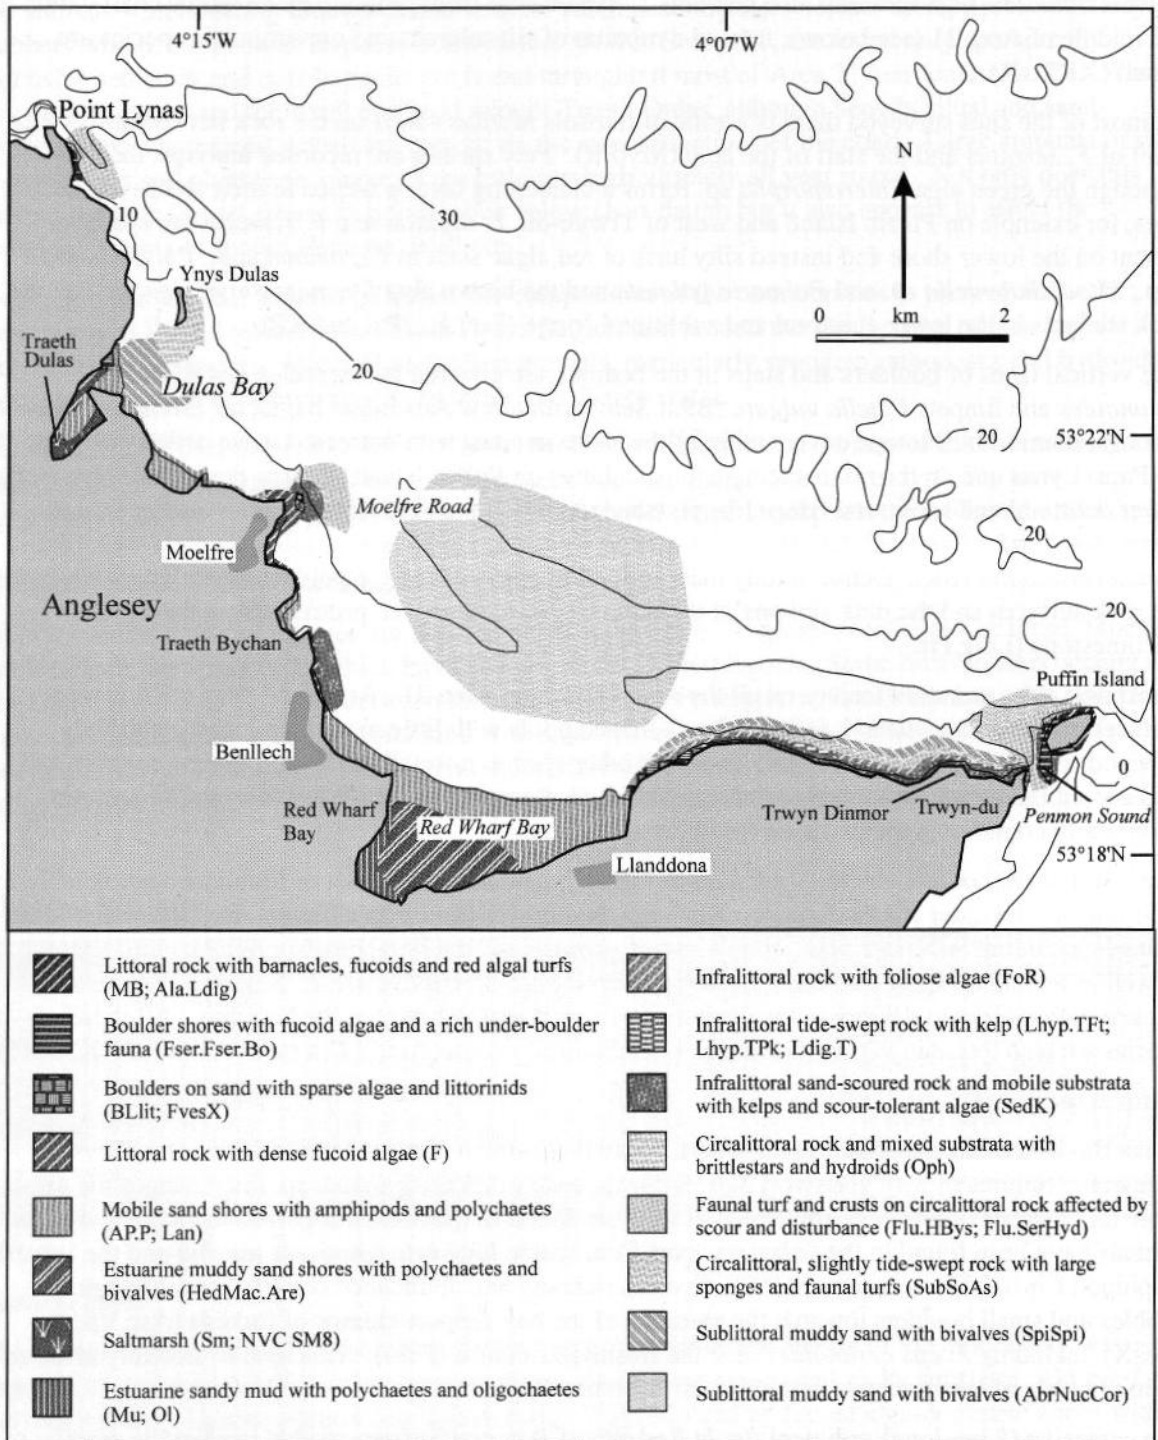 4°15'W
4°07'W
Point Lynas
N
10
30
Ynys Dulas
0 km 2
Traeth
Dulas
20
Dulas Bay
20
53°22'N
Moelfre Road
20
Moelfre
Anglesey
20
Traeth Bychan
Puffin Island
Benllech
0
Red Wharf
Bay
Red Wharf Bay
Trwyn Dinmor
Trwyn-du
Penmon Sound
53°18'N
Llanddona
Littoral rock with barnacles, fucoids and red algal turfs
(MB; Ala.Ldig)
Boulder shores with fucoid algae and a rich under-boulder
fauna (Fser.Fser.Bo)
Boulders on sand with sparse algae and littorinids
(BLlit; FvesX)
Littoral rock with dense fucoid algae (F)
Mobile sand shores with amphipods and polychaetes
(AP.P; Lan)
Estuarine muddy sand shores with polychaetes and
bivalves (HedMac.Are)
Saltmarsh (Sm; NVC SM8)
Estuarine sandy mud with polychaetes and oligochaetes
(Mu; Ol)
Infralittoral rock with foliose algae (FoR)
Infralittoral tide-swept rock with kelp (Lhyp.TFt;
Lhyp.TPk; Ldig.T)
Infralittoral sand-scoured rock and mobile substrata
with kelps and scour-tolerant algae (SedK)
Circalittoral rock and mixed substrata with
brittlestars and hydroids (Oph)
Faunal turf and crusts on circalittoral rock affected by
scour and disturbance (Flu.HBys; Flu.SerHyd)
Circalittoral, slightly tide-swept rock with large
sponges and faunal turfs (SubSoAs)
Sublittoral muddy sand with bivalves (SpiSpi)
Sublittoral muddy sand with bivalves (AbrNucCor)